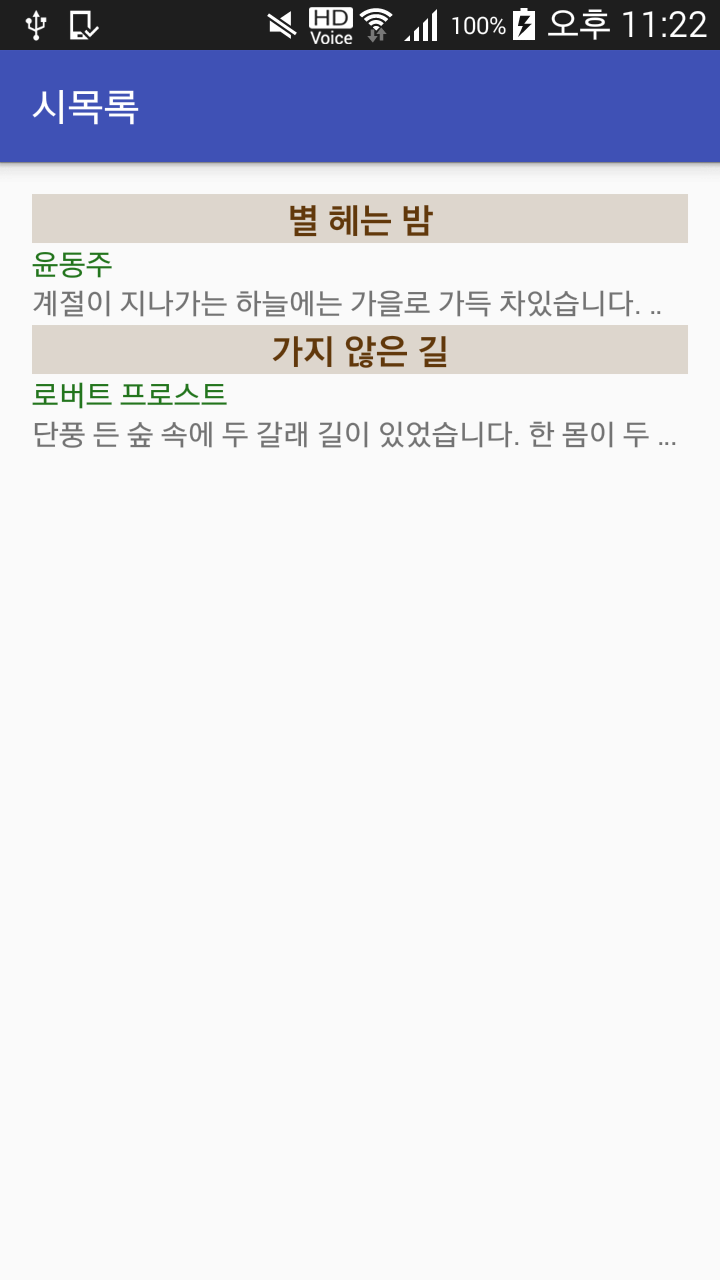 HD Voice 100% 오후 11:22
시목록
별 헤는 밤
윤동주
계절이 지나가는 하늘에는 가을로 가득 차있습니다. ..
가지 않은 길
로버트 프로스트
단풍 든 숲 속에 두 갈래 길이 있었습니다. 한 몸이 두 ...